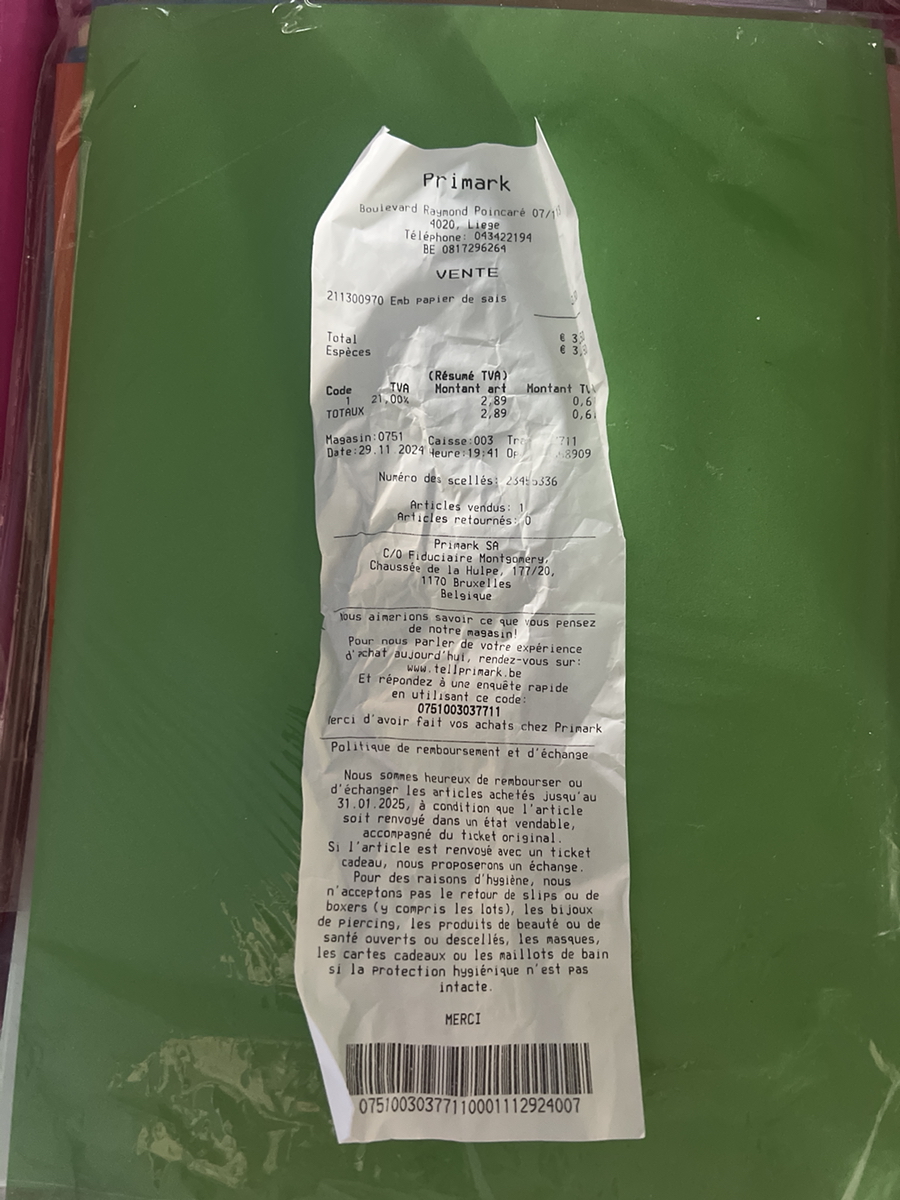 Primark
Boulevard Raymond Poincaré
4020, Liege
Téléphone: 043422194
BE 0817296264
VENTE
211300970 Emb papier de sais
Total €
Espèces €
(Résumé TVA)
Code TVA Montant art Montant
1 21,00% 2,89
TOTAUX 2,89
Magasin:0751 Caisse:003
Date:29.11.2024 Heure:19:41
Numéro des scellés:
Articles vendus: 1
Articles retournés: 0
Primark SA
C/O Fiduciaire Montgomery,
Chaussée de la Hulpe, 177/20,
1170 Bruxelles
Belgique
Nous aimerions savoir ce que vous pensez
de notre magasin!
Pour nous parler de votre expérience
d'achat aujourd'hui, rendez-vous sur:
www.tellprimark.be
Et répondez à une enquête rapide
en utilisant ce code:
0751003037711
Merci d'avoir fait vos achats chez Primark
Politique de remboursement et d'échange
Nous sommes heureux de rembourser ou
d'échanger les articles achetés jusqu'au
31.01.2025, à condition que l'article
soit renvoyé dans un état vendable,
accompagné du ticket original.
Si l'article est renvoyé avec un ticket
cadeau, nous proposerons un échange.
Pour des raisons d'hygiène, nous
n'acceptons pas le retour de slips ou de
boxers (y compris les lots), les bijoux
de piercing, les produits de beauté ou de
santé ouverts ou descellés, les masques,
les cartes cadeaux ou les maillots de bain
si la protection hygiénique n'est pas
intacte.
MERCI
07510030377110001112924007